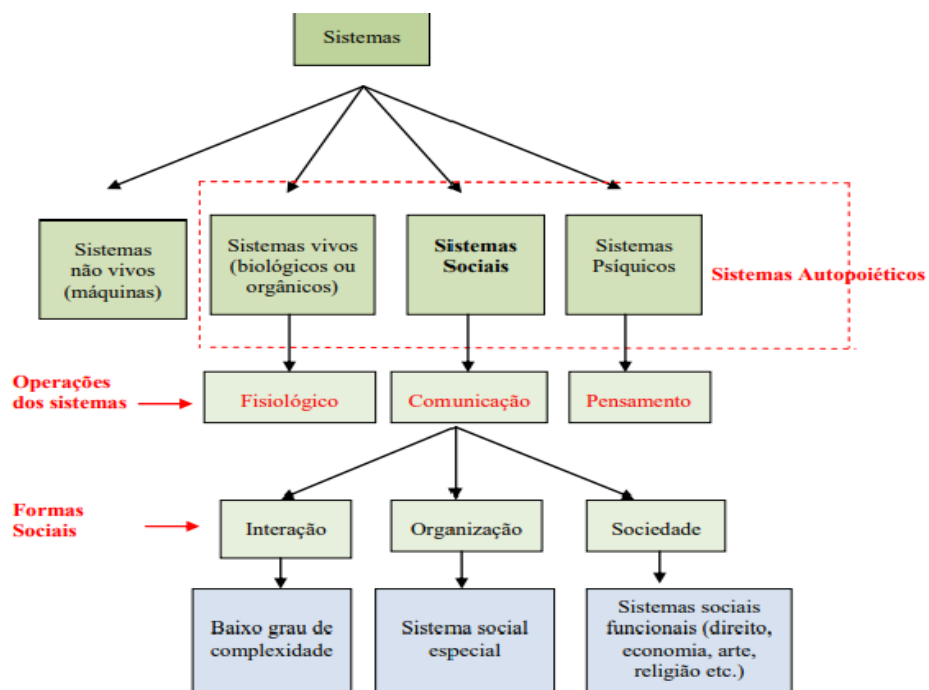 Sistemas
Sistemas
não vivos
(máquinas)
Sistemas vivos
(biológicos ou
orgânicos)
Sistemas
Sociais
Sistemas
Psíquicos
Sistemas Autopoiéticos
Operações
dos sistemas
Fisiológico
Comunicação
Pensamento
Formas
Sociais
Interação
Organização
Sociedade
Baixo grau de
complexidade
Sistema social
especial
Sistemas sociais
funcionais (direito,
economia, arte,
religião etc.)